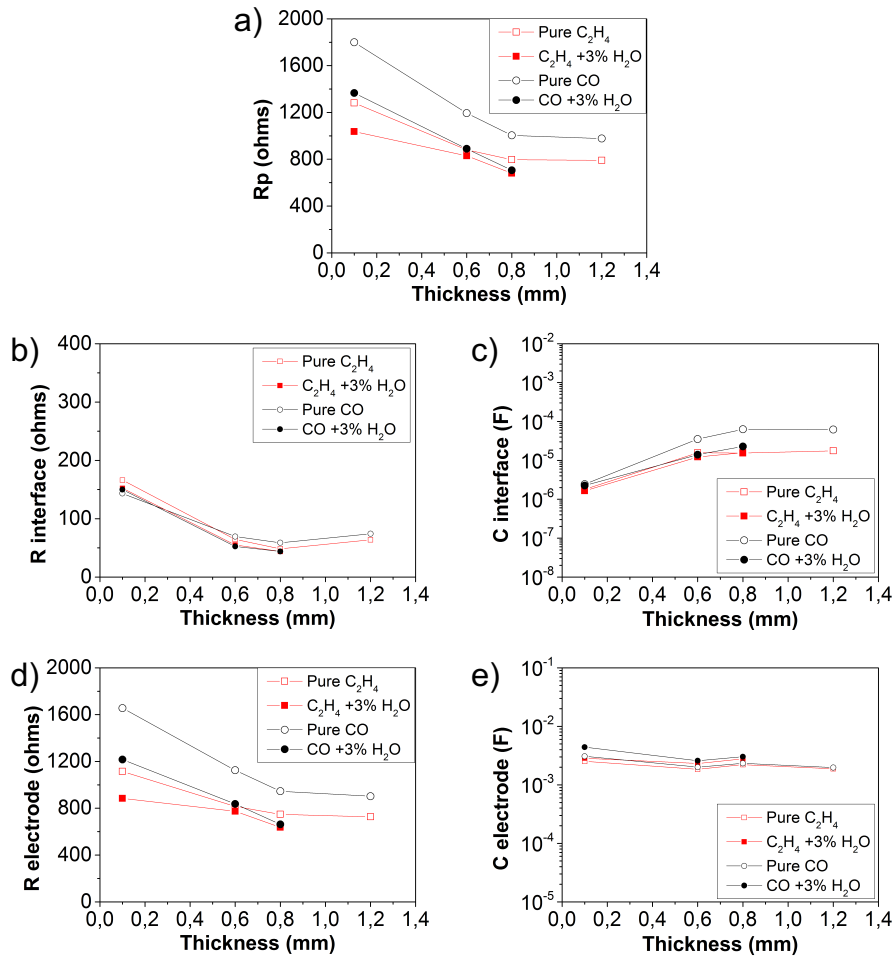 a)
2000
1600
1200
800
400
0
Rp (ohms)
Pure C₂H₄
C₂H₄ +3% H₂O
Pure CO
CO +3% H₂O
0,0 0,2 0,4 0,6 0,8 1,0 1,2 1,4
Thickness (mm)
b)
400
300
200
100
0
R interface (ohms)
Pure C₂H₄
C₂H₄ +3% H₂O
Pure CO
CO +3% H₂O
0,0 0,2 0,4 0,6 0,8 1,0 1,2 1,4
Thickness (mm)
c)
10⁻²
10⁻³
10⁻⁴
10⁻⁵
10⁻⁶
10⁻⁷
10⁻⁸
C interface (F)
Pure C₂H₄
C₂H₄ +3% H₂O
Pure CO
CO +3% H₂O
0,0 0,2 0,4 0,6 0,8 1,0 1,2 1,4
Thickness (mm)
d)
2000
1600
1200
800
400
0
R electrode (ohms)
Pure C₂H₄
C₂H₄ +3% H₂O
Pure CO
CO +3% H₂O
0,0 0,2 0,4 0,6 0,8 1,0 1,2 1,4
Thickness (mm)
e)
10⁻¹
10⁻²
10⁻³
10⁻⁴
10⁻⁵
C electrode (F)
Pure C₂H₄
C₂H₄ +3% H₂O
Pure CO
CO +3% H₂O
0,0 0,2 0,4 0,6 0,8 1,0 1,2 1,4
Thickness (mm)